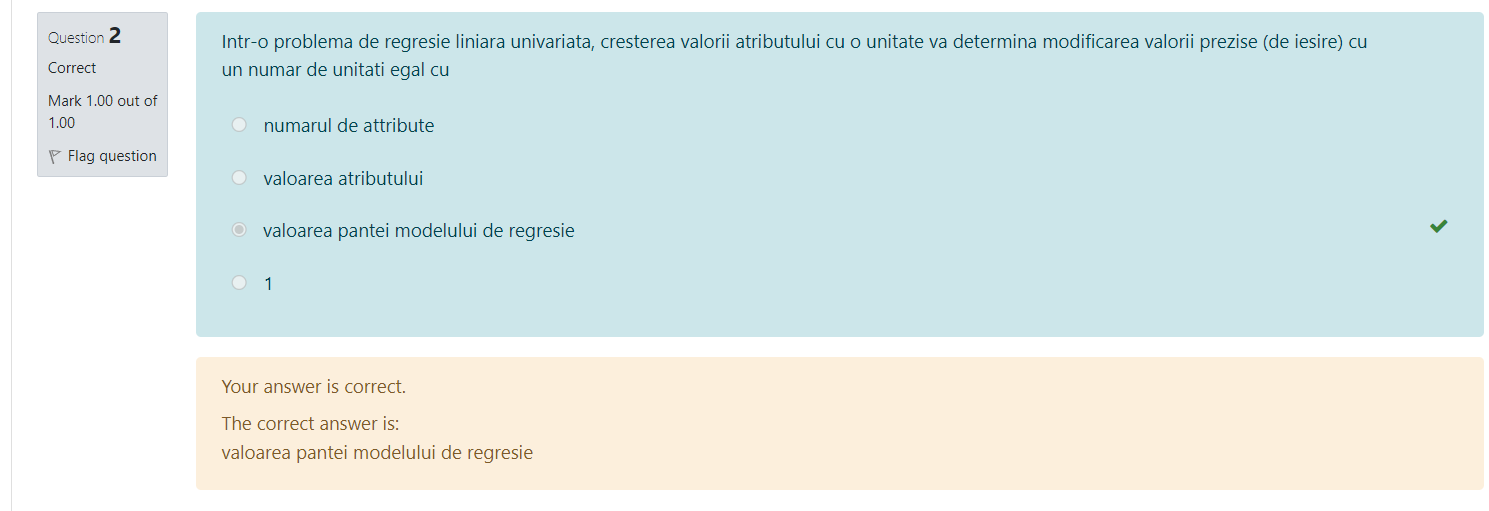 Question 2
Correct
Mark 1.00 out of
1.00
Flag question
Intr-o problema de regresie liniara univariata, cresterea valorii atributului cu o unitate va determina modificarea valorii prezise (de iesire) cu
un numar de unitati egal cu
numarul de attribute
valoarea atributului
valoarea pantei modelului de regresie
1
Your answer is correct.
The correct answer is:
valoarea pantei modelului de regresie